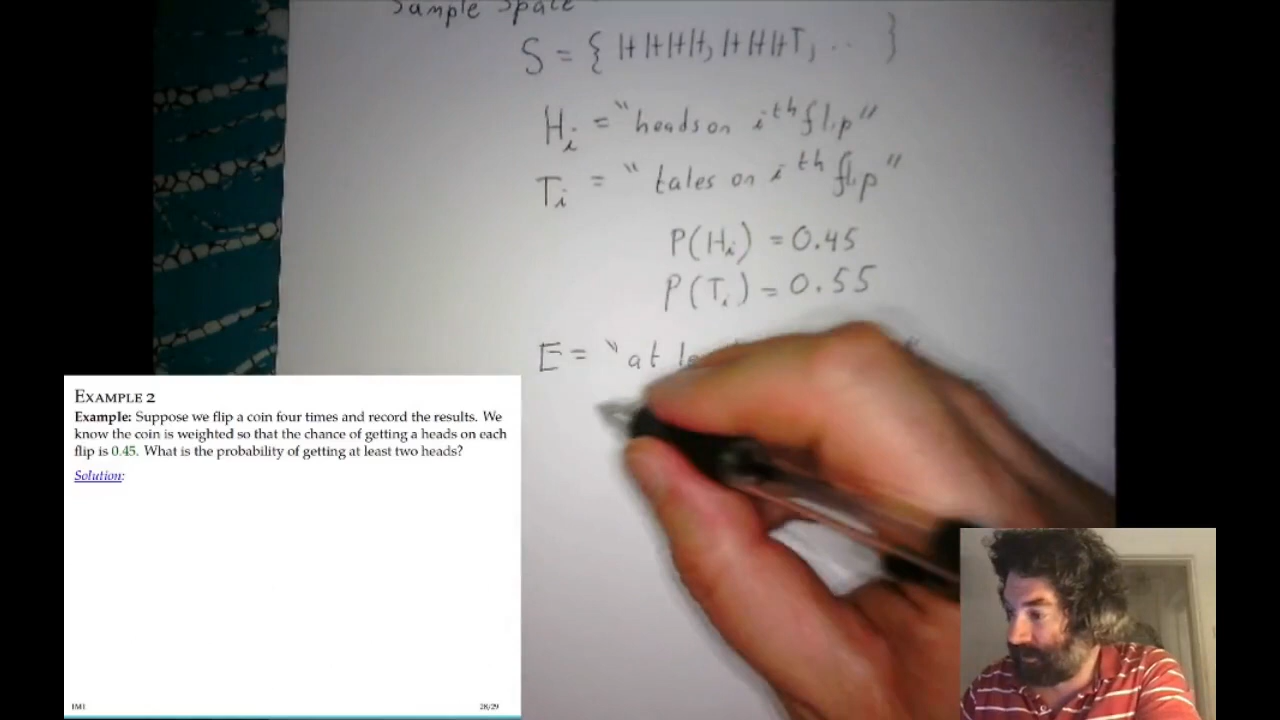 Sample Space
S = { HHHH, HHHT, .. }
Hi = "heads on ith flip"
Ti = "tales on ith flip"
P(Hi) = 0.45
P(Ti) = 0.55
E = "at
EXAMPLE 2
Example: Suppose we flip a coin four times and record the results. We
know the coin is weighted so that the chance of getting a heads on each
flip is 0.45. What is the probability of getting at least two heads?
Solution:
IM1
28/29